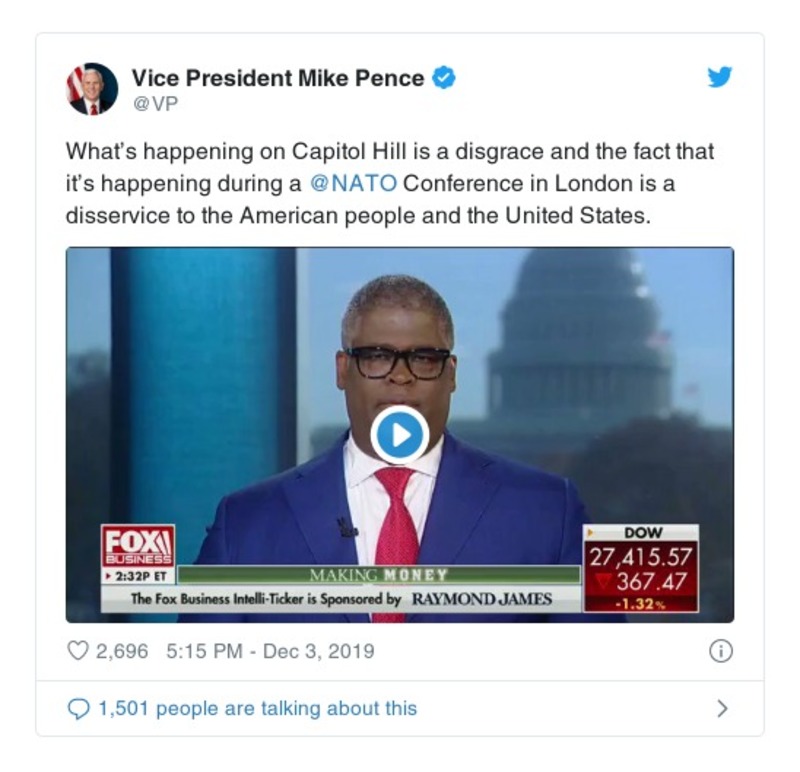 Vice President Mike Pence
@VP
What's happening on Capitol Hill is a disgrace and the fact that
it's happening during a @NATO Conference in London is a
disservice to the American people and the United States.
FOX
BUSINESS
2:32P ET
MAKING MONEY
The Fox Business Intelli-Ticker is Sponsored by RAYMOND JAMES
DOW
27,415.57
367.47
-1.32%
2,696 5:15 PM - Dec 3, 2019
1,501 people are talking about this